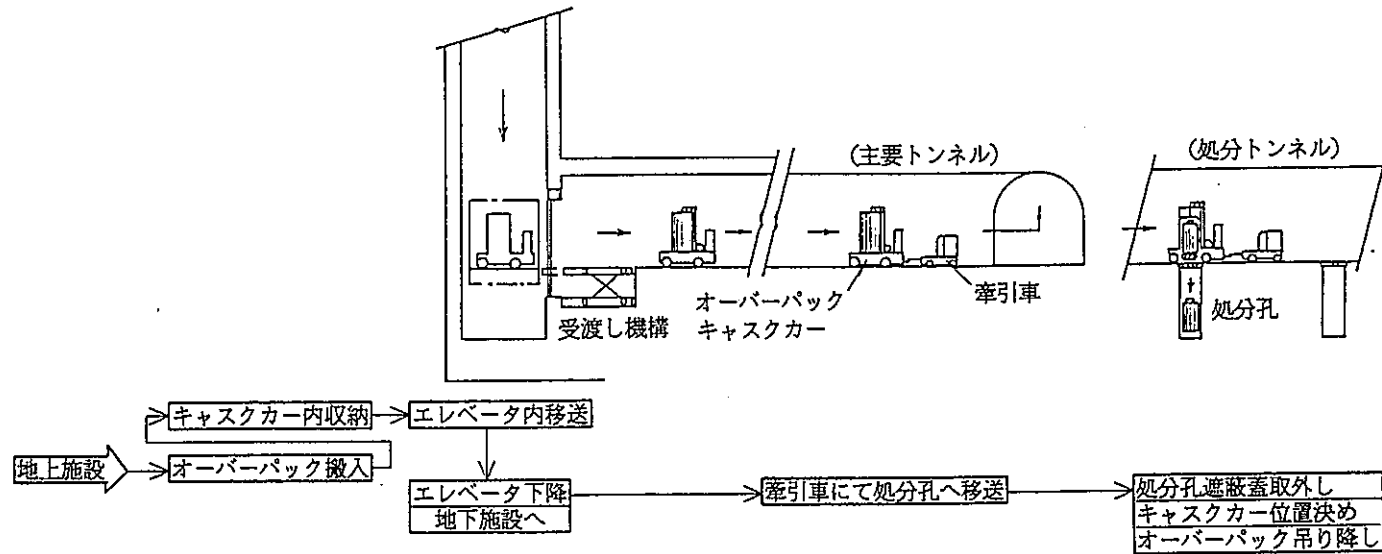 (主要トンネル)
(処分トンネル)
オーバーパック
キャスクカー
牽引車
処分孔
受渡し機構
キャスクカー内収納
エレベータ内移送
地上施設
オーバーパック搬入
エレベータ下降
地下施設へ
牽引車にて処分孔へ移送
処分孔遮蔽蓋取外し
キャスクカー位置決め
オーバーパック吊り降し